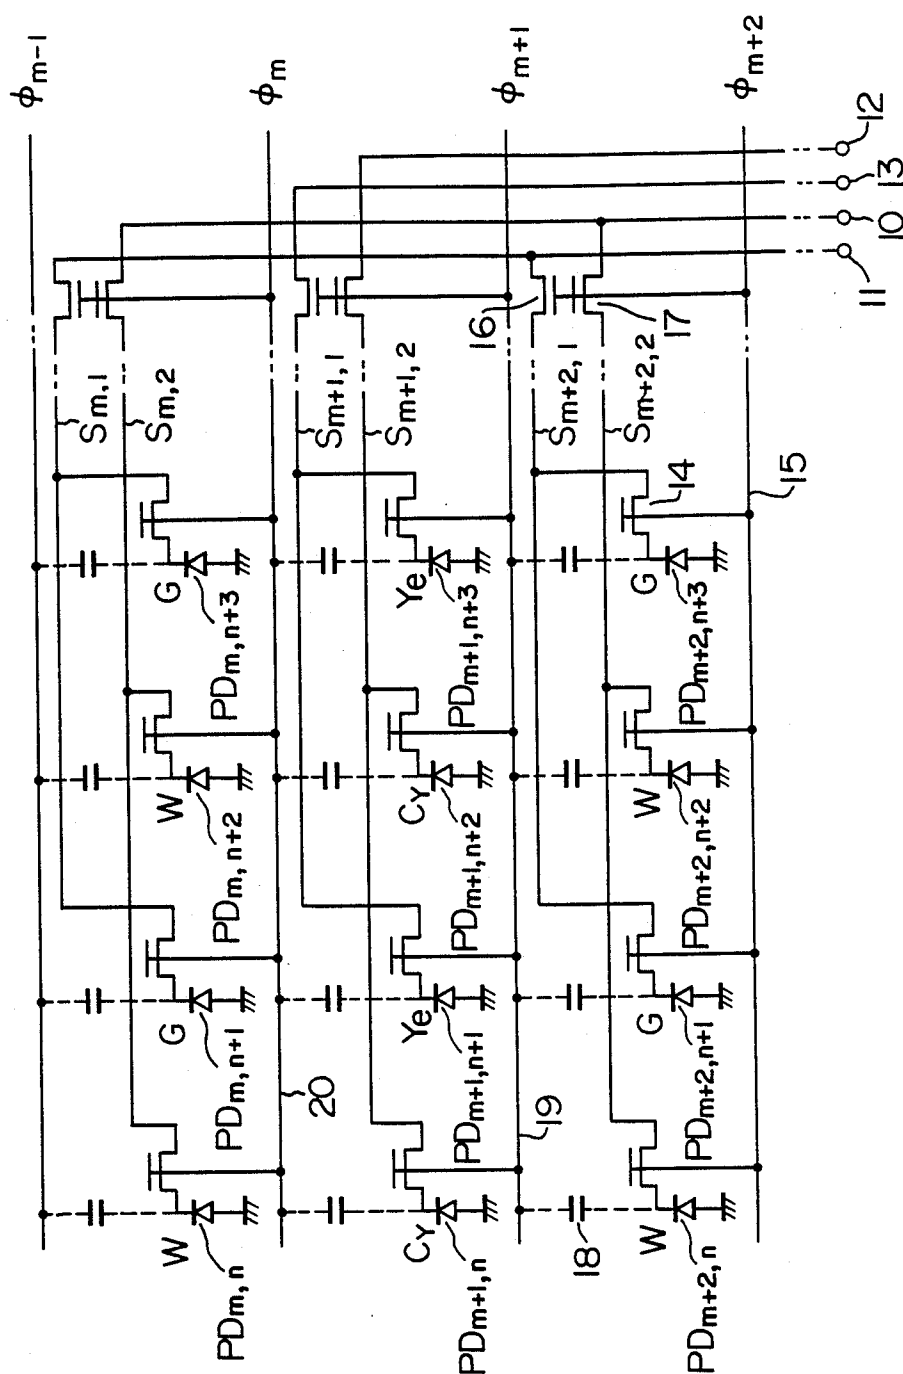 ϕm−1
ϕm
ϕm+1
ϕm+2
12
13
10
11
16
17
Sm,1
Sm,2
Sm+1,1
Sm+1,2
Sm+2,1
Sm+2,2
14
15
G
PDm,n+3
Ye
PDm+1,n+3
G
PDm+2,n+3
W
PDm,n+2
CY
PDm+1,n+2
W
PDm+2,n+2
G
PDm,n+1
Ye
PDm+1,n+1
G
PDm+2,n+1
20
19
W
PDm,n
CY
PDm+1,n
18
W
PDm+2,n